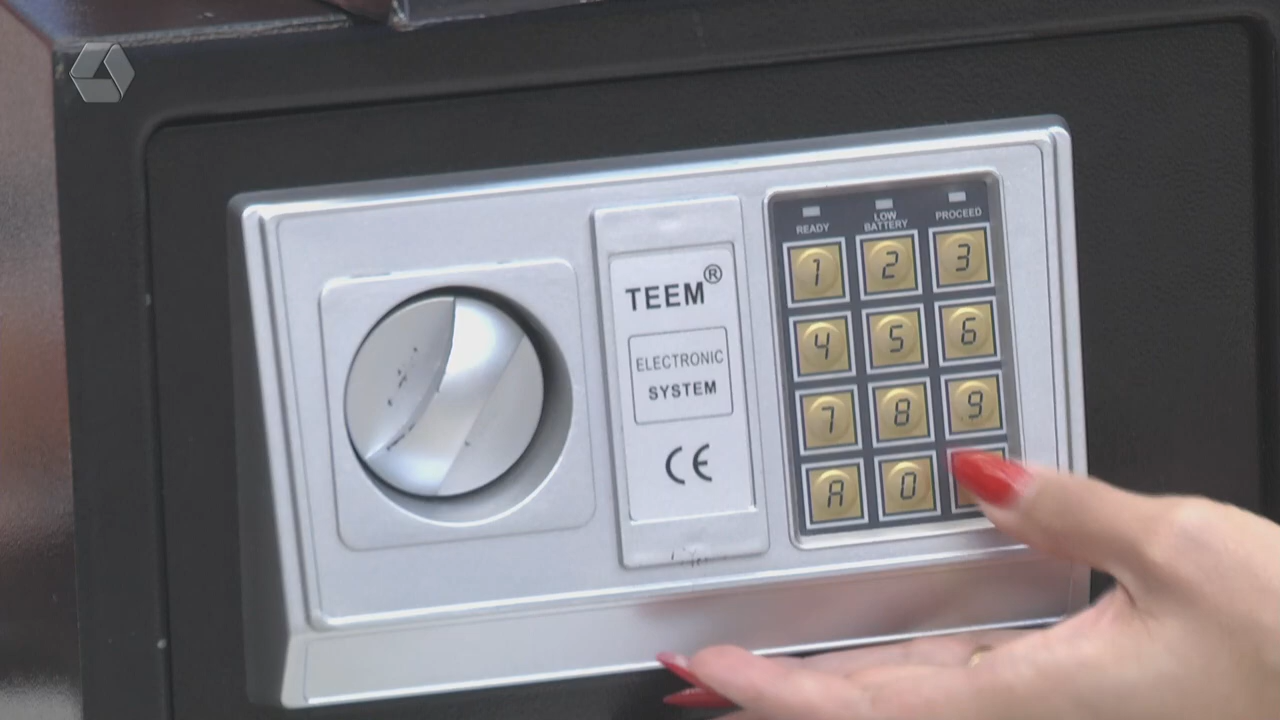 READY
LOW
BATTERY
PROCEED
1 2 3
4 5 6
7 8 9
A 0
TEEM®
ELECTRONIC
SYSTEM
CE